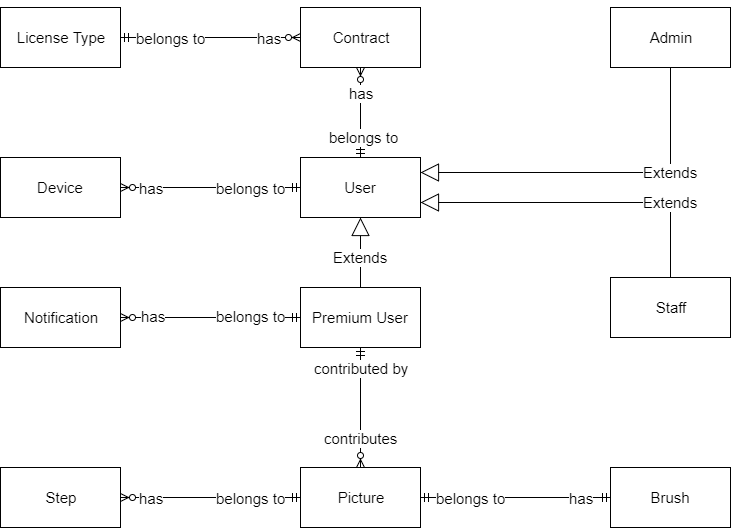 License Type
belongs to
has
Contract
Admin
has
belongs to
Extends
Device
has
belongs to
User
Extends
Extends
Notification
has
belongs to
Premium User
Staff
contributed by
contributes
Step
has
belongs to
Picture
belongs to
has
Brush